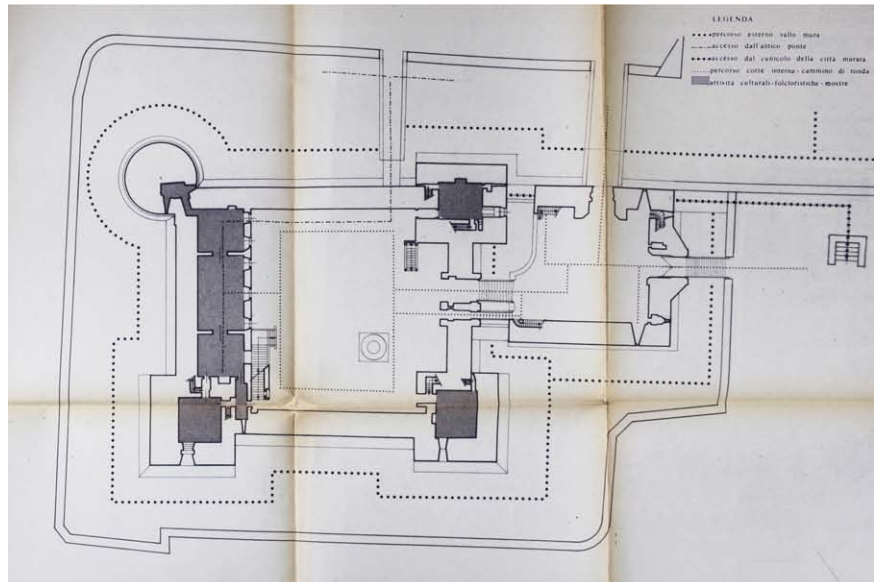 LEGENDA
percorso esterno vallo mura
accesso dall'antico ponte
accesso dal cunicolo della città murata
percorso corte interna-cammino di ronda
attività culturali-folcloristiche-mostre